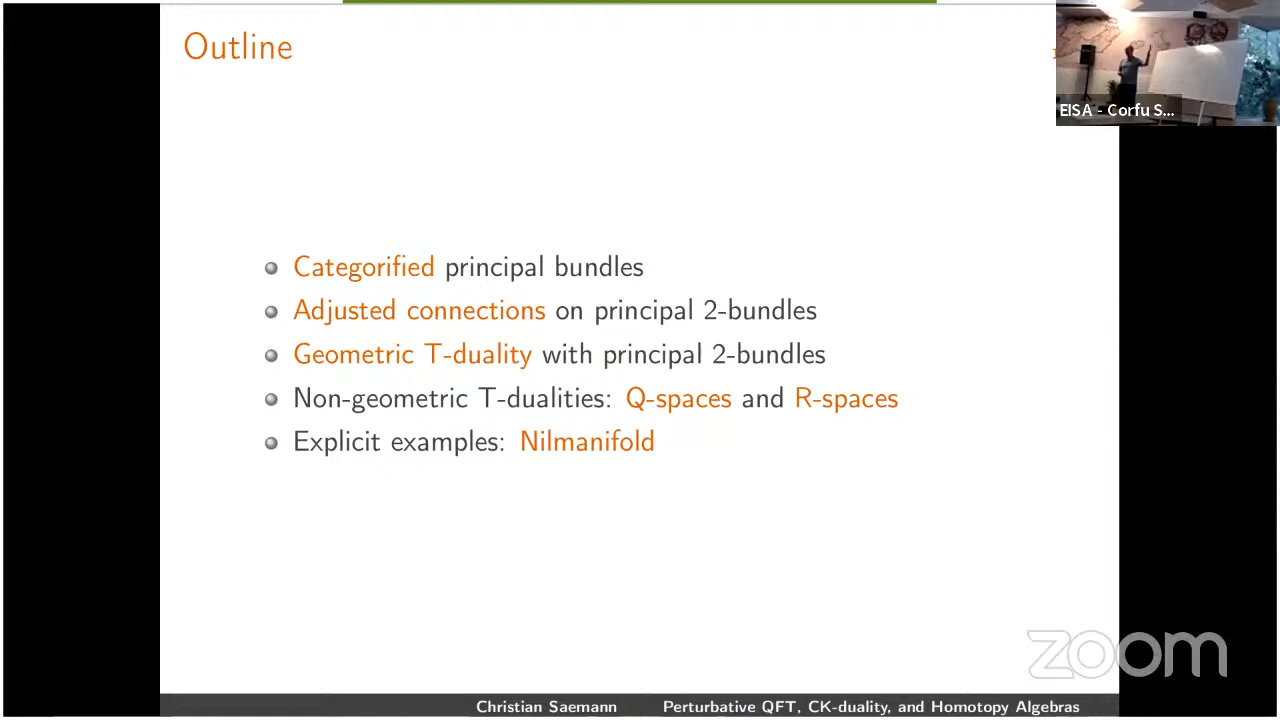 Outline
EISA - Corfu S...
Categorified principal bundles
Adjusted connections on principal 2-bundles
Geometric T-duality with principal 2-bundles
Non-geometric T-dualities: Q-spaces and R-spaces
Explicit examples: Nilmanifold
zoom
Christian Saemann Perturbative QFT, CK-duality, and Homotopy Algebras